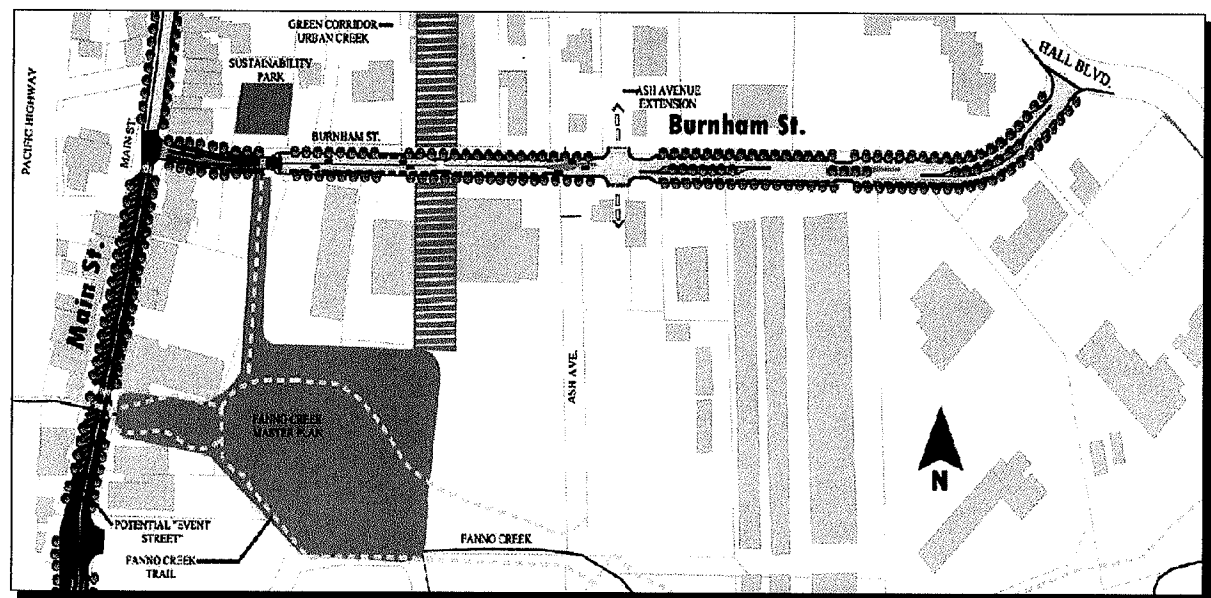 GREEN CORRIDOR
URBAN CREEK
SUSTAINABILITY
PARK
PACIFIC HIGHWAY
MAIN ST.
BURNHAM ST.
ASH AVENUE
EXTENSION
Burnham St.
HALL BLVD.
Main St.
ASH AVE.
FANNO CREEK
MASTER PLAN
N
POTENTIAL "EVENT
STREET"
FANNO CREEK
TRAIL
FANNO CREEK